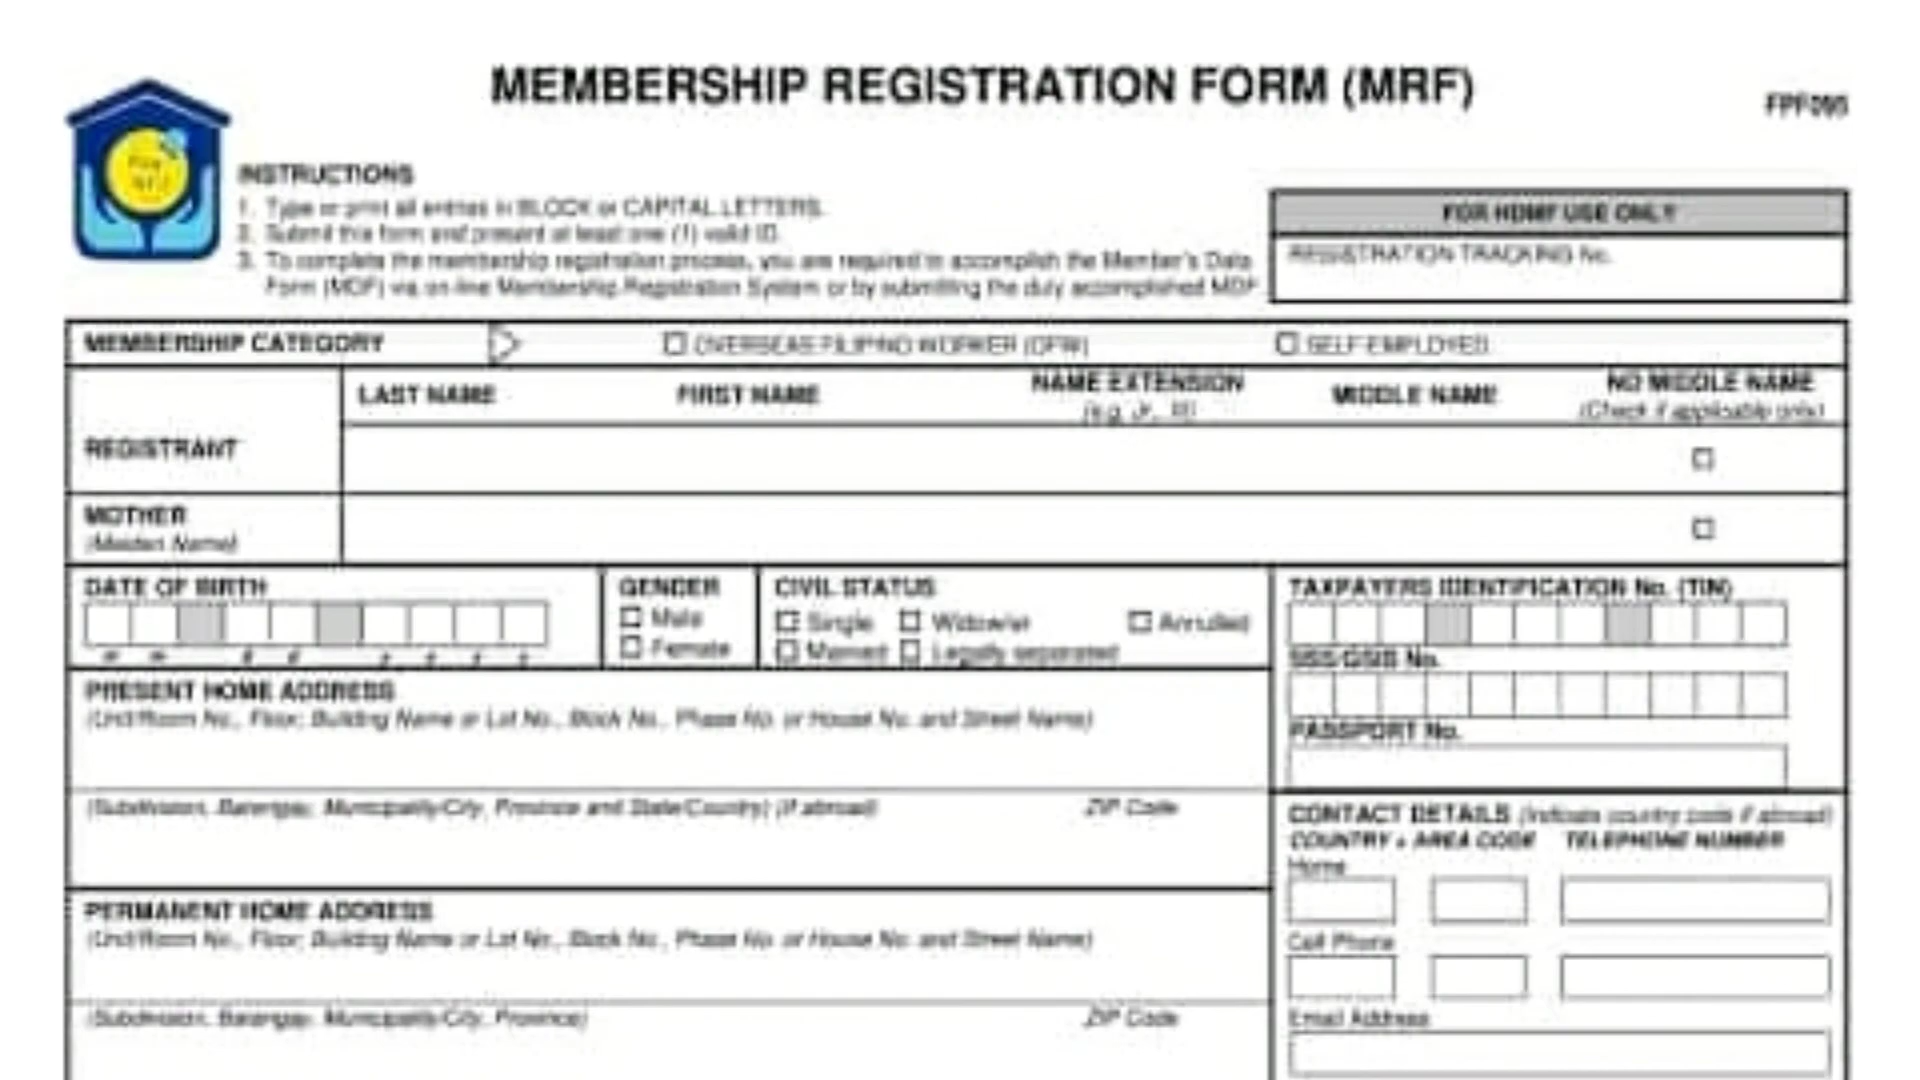 MEMBERSHIP REGISTRATION FORM (MRF)
FPF095
INSTRUCTIONS
1. Type or print all entries in BLOCK or CAPITAL LETTERS.
2. Submit this form and present at least one (1) valid ID.
3. To complete the membership registration process, you are required to accomplish the Member's Data
Form (MDF) via on-line Membership Registration System or by submitting the duly accomplished MDF
FOR HDMF USE ONLY
REGISTRATION TRACKING No.
MEMBERSHIP CATEGORY
OVERSEAS FILIPINO WORKER (OFW)
SELF-EMPLOYED
LAST NAME
FIRST NAME
NAME EXTENSION
(e.g. Jr., III)
MIDDLE NAME
NO MIDDLE NAME
(Check if applicable only)
REGISTRANT
MOTHER
(Maiden Name)
DATE OF BIRTH
m m d d y y y y
GENDER
Male
Female
CIVIL STATUS
Single Widow/er Annulled
Married Legally separated
TAXPAYERS IDENTIFICATION No. (TIN)
SSS/GSIS No.
PASSPORT No.
PRESENT HOME ADDRESS
(Unit/Room No., Floor, Building Name or Lot No., Block No., Phase No. or House No. and Street Name)
(Subdivision, Barangay, Municipality/City, Province and State/Country) (if abroad)
ZIP Code
CONTACT DETAILS (Indicate country code if abroad)
COUNTRY + AREA CODE TELEPHONE NUMBER
Home
Cell Phone
Email Address
PERMANENT HOME ADDRESS
(Unit/Room No., Floor, Building Name or Lot No., Block No., Phase No. or House No. and Street Name)
(Subdivision, Barangay, Municipality/City, Province)
ZIP Code